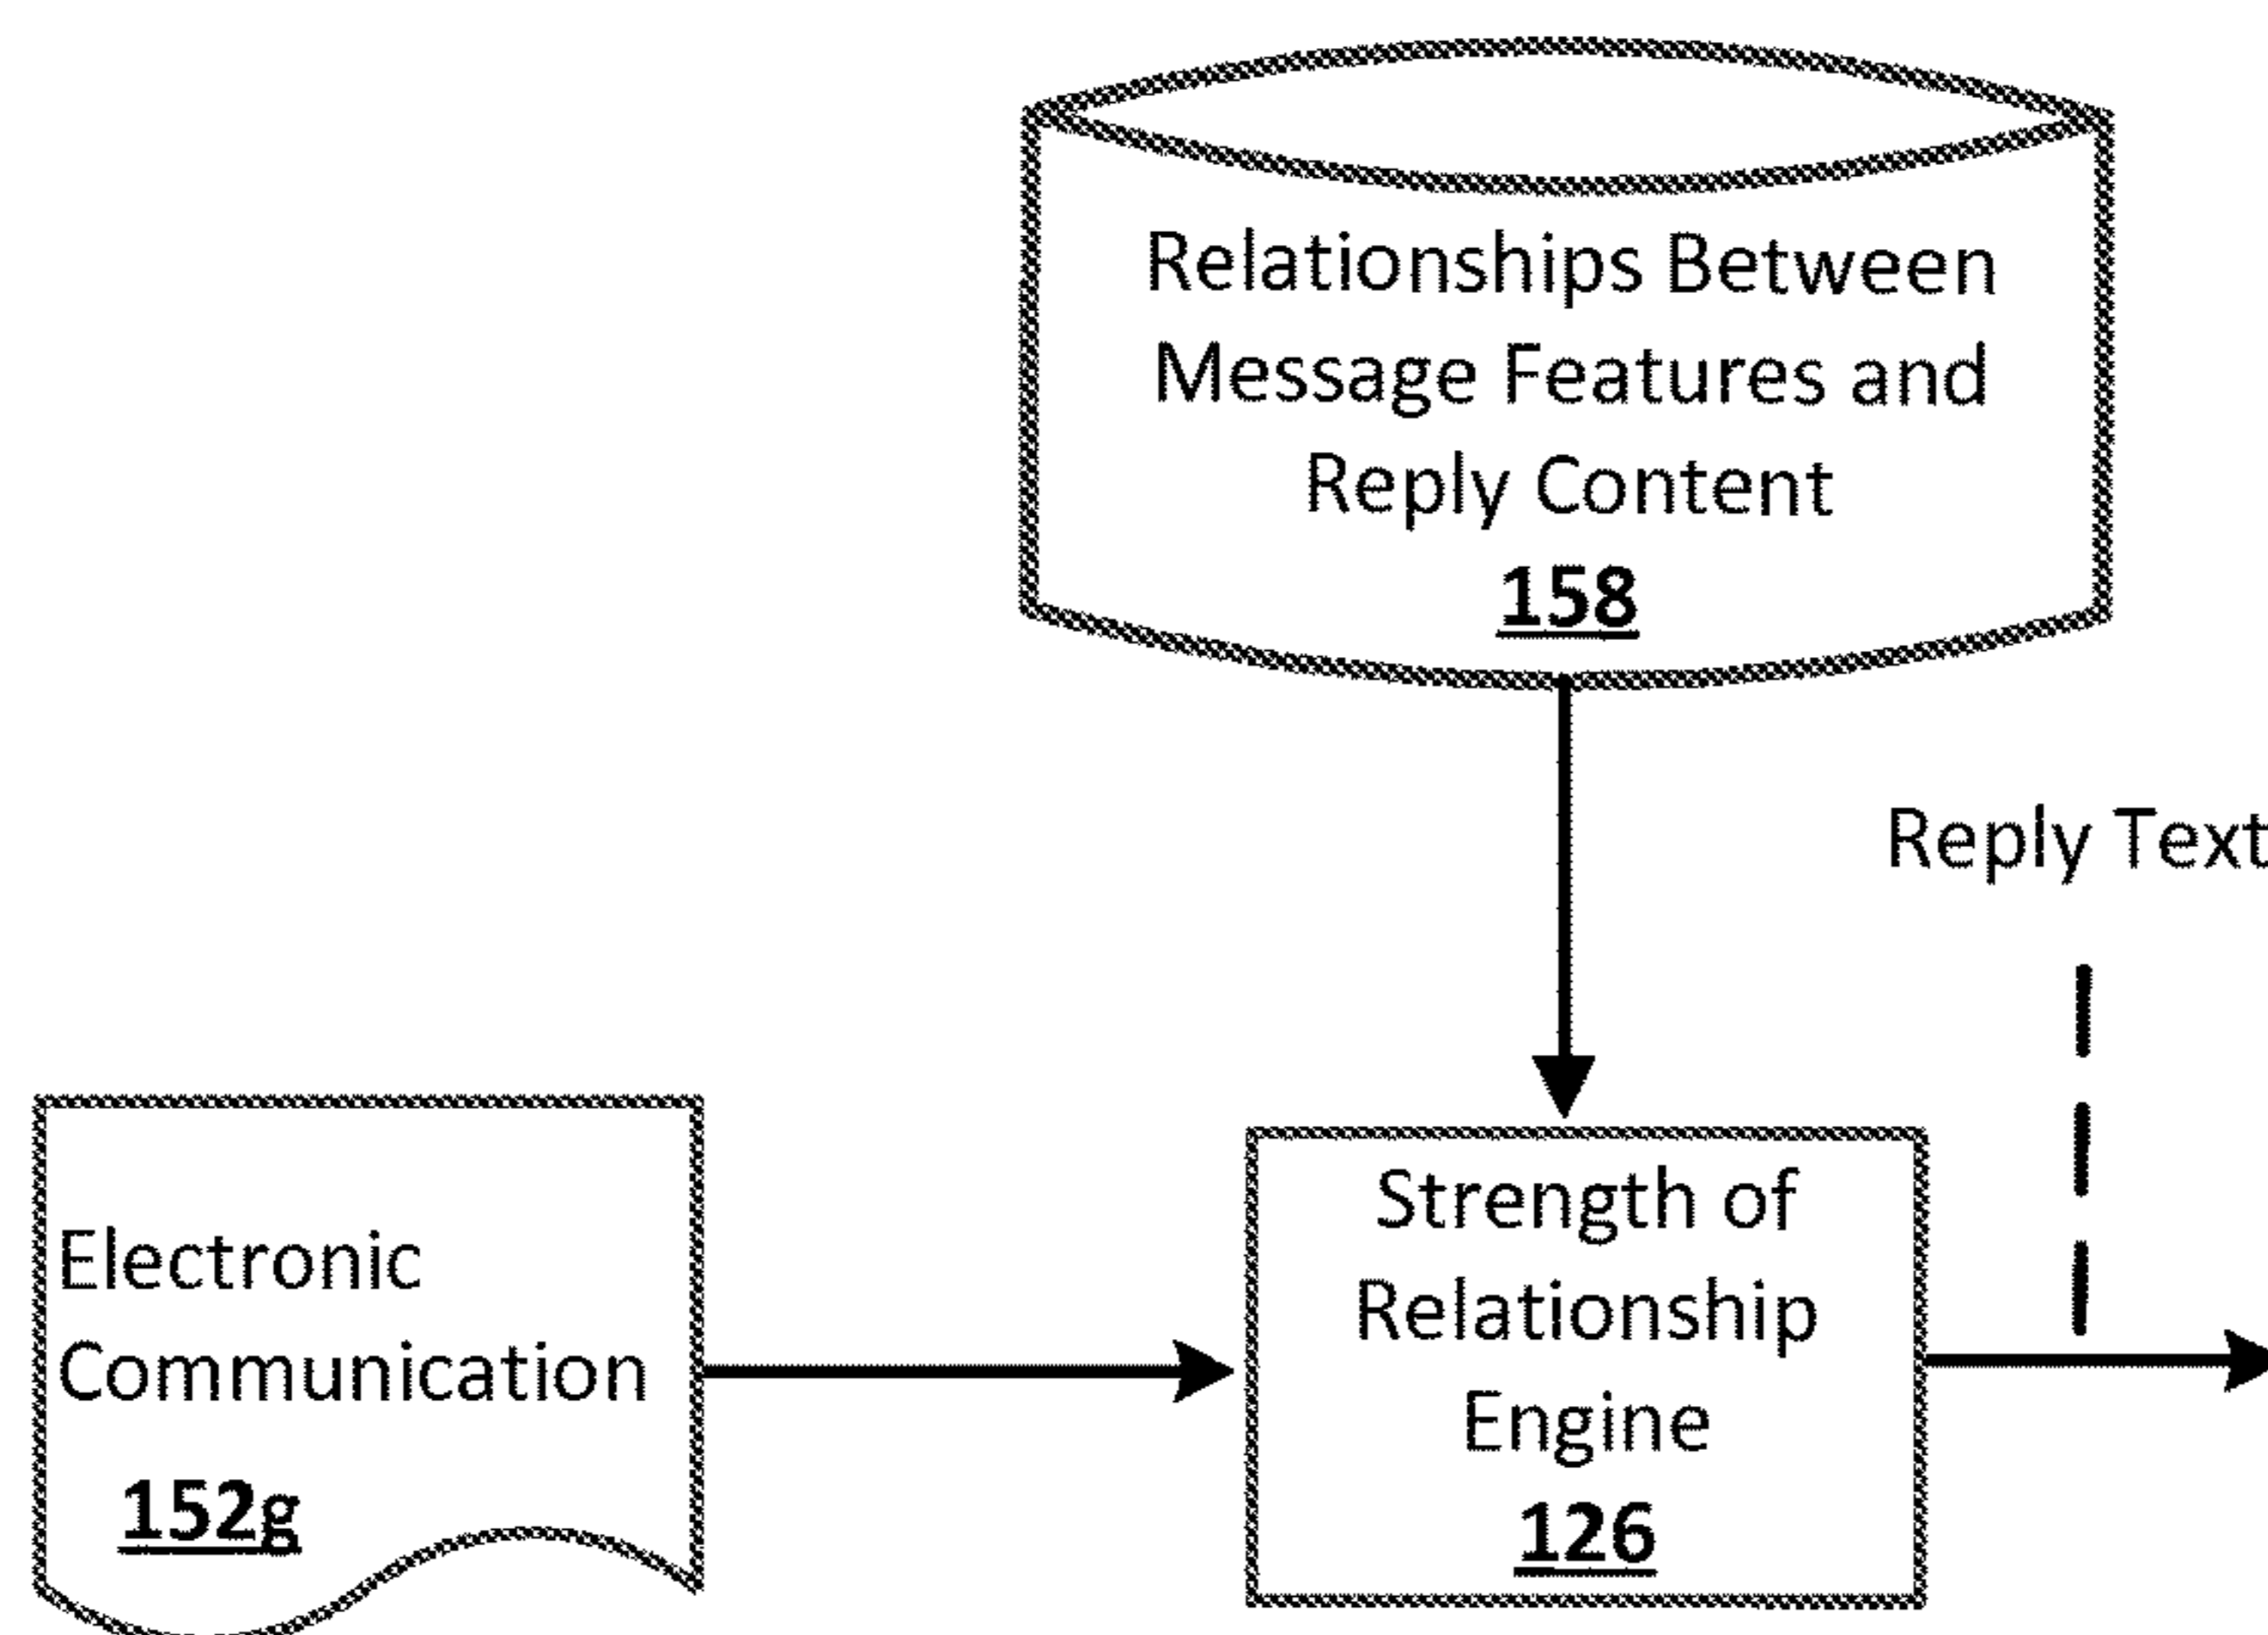 Relationships Between
Message Features and
Reply Content
158
Reply Text
Electronic
Communication
152g
Strength of
Relationship
Engine
126